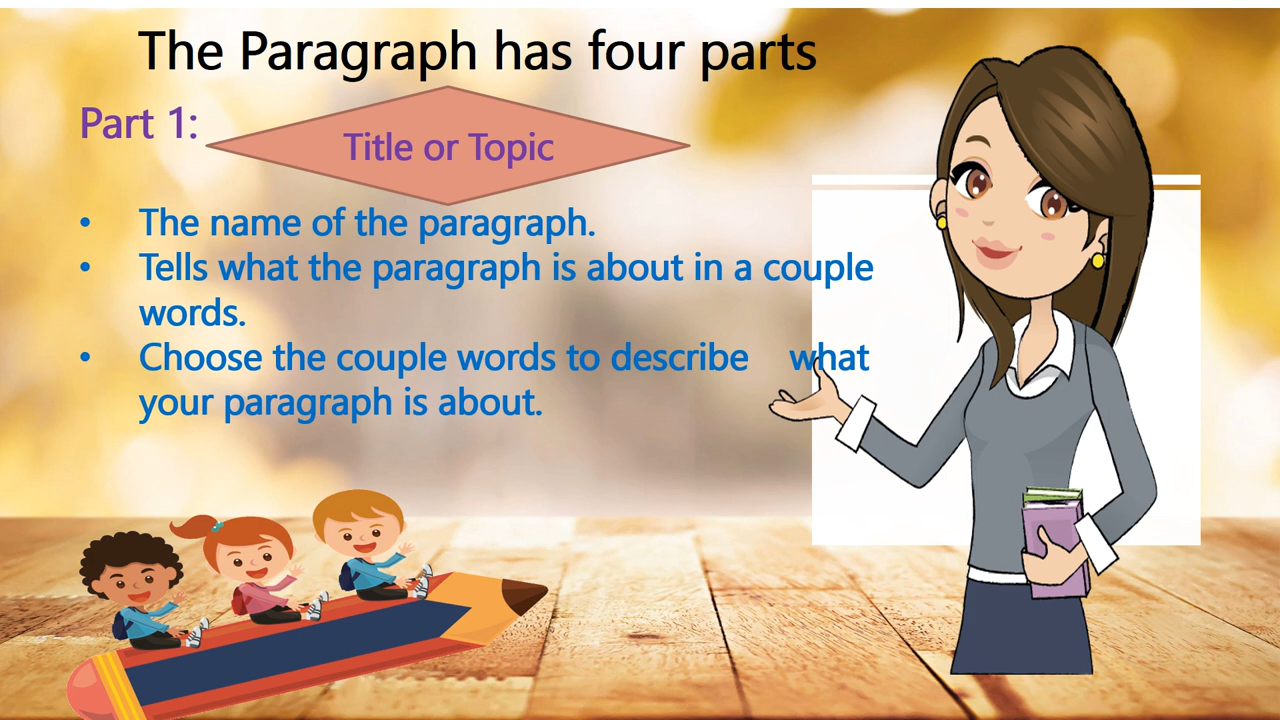 The Paragraph has four parts
Part 1:
Title or Topic
• The name of the paragraph.
• Tells what the paragraph is about in a couple
words.
• Choose the couple words to describe what
your paragraph is about.